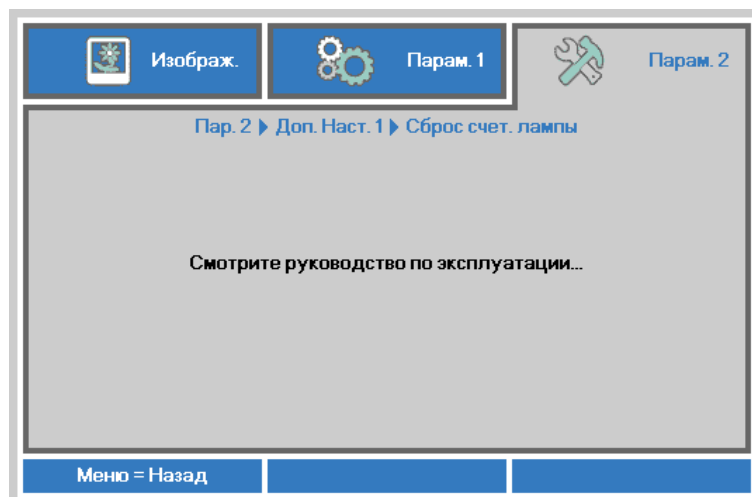 Изображ. Парам. 1 Парам. 2
Пар. 2 ▶ Доп. Наст. 1 ▶ Сброс счет. лампы
Смотрите руководство по эксплуатации...
Меню = Назад